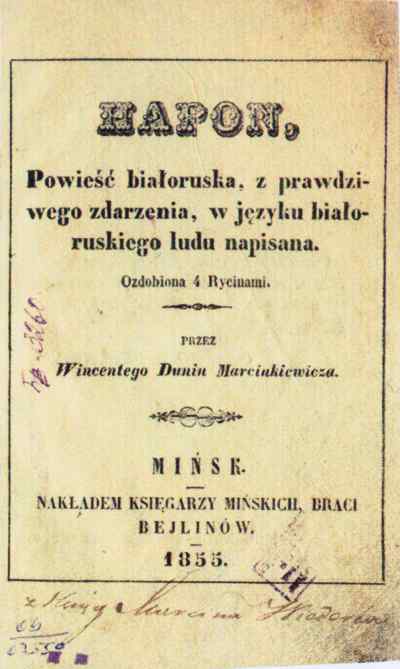 HAPON,
Powieść białoruska, z prawdzi-
wego zdarzenia, w języku biało-
ruskiego ludu napisana.
Ozdobiona 4 Rycinami.
PRZEZ
Wincentego Dunin Marcinkiewicza.
MIŃSK.
NAKŁADEM KSIĘGARZY MIŃSKICH, BRACI
BEJLINÓW.
1855.
z Marcina